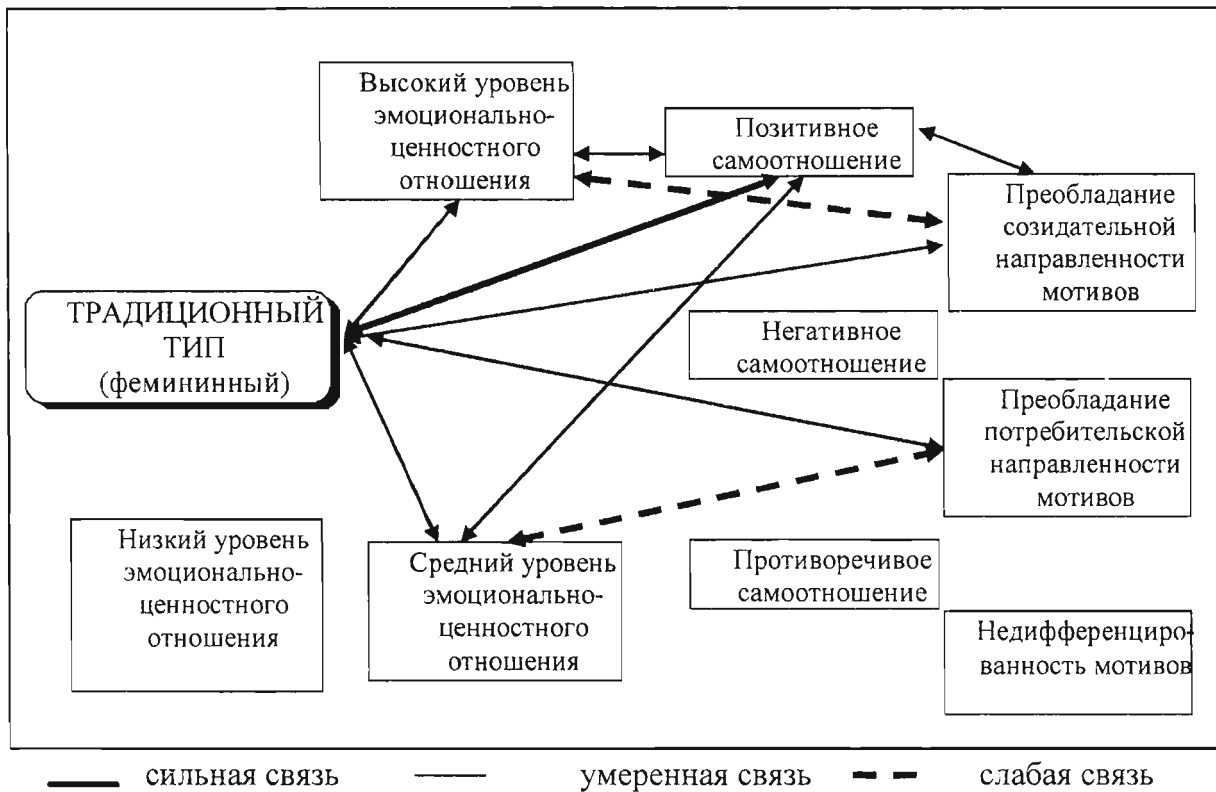 Высокий уровень
эмоционально-
ценностного
отношения
Позитивное
самоотношение
Преобладание
созидательной
направленности
мотивов
ТРАДИЦИОННЫЙ
ТИП
(фемининный)
Негативное
самоотношение
Преобладание
потребительской
направленности
мотивов
Низкий уровень
эмоционально-
ценностного
отношения
Средний уровень
эмоционально-
ценностного
отношения
Противоречивое
самоотношение
Недифференциро-
ванность мотивов
сильная связь
умеренная связь
слабая связь